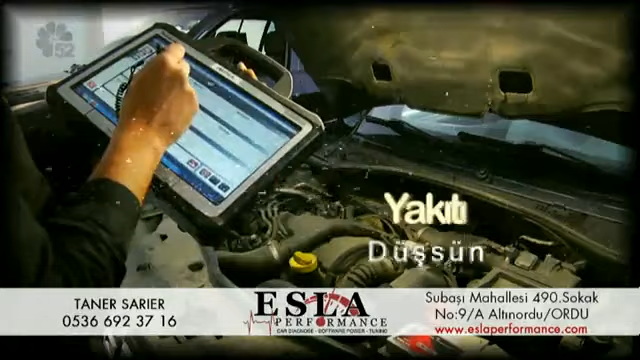 52
Yakıtı
Düşsün
TANER SARIER
0536 692 37 16
ESLA
PERFORMANCE
CAR DIAGNOSE - SOFTWARE POWER - TUNING
Subaşı Mahallesi 490.Sokak
No:9/A Altınordu/ORDU
www.eslaperformance.com